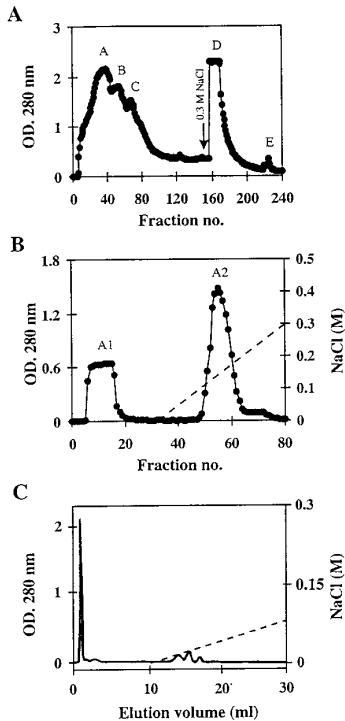 A
OD. 280 nm
3
2
1
0
A
B
C
0.3 M NaCl
D
E
0 40 80 120 160 200 240
Fraction no.
B
OD. 280 nm
1.8
1.2
0.6
0
A1
A2
0.5
0.4
0.3
0.2
0.1
0
NaCl (M)
0 20 40 60 80
Fraction no.
C
OD. 280 nm
2
1
0
0.3
0.15
0
NaCl (M)
0 10 20 30
Elution volume (ml)